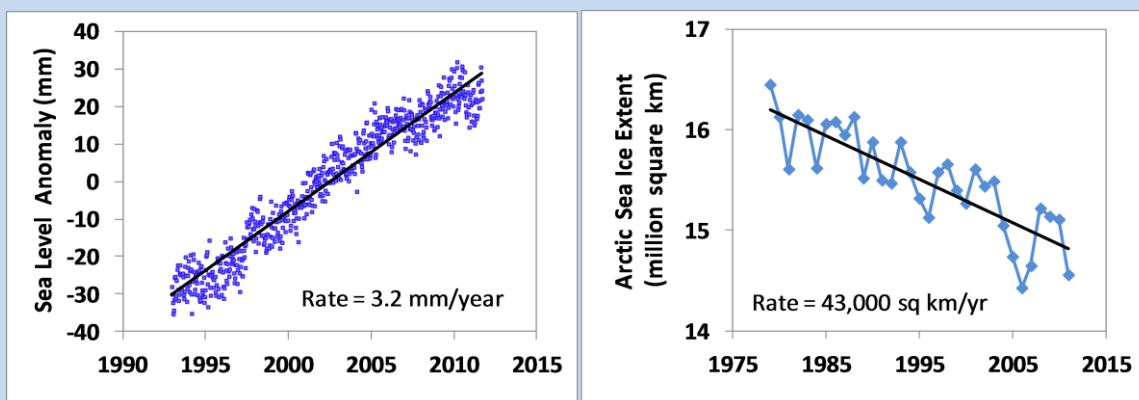 Sea Level Anomaly (mm)
40
30
20
10
0
-10
-20
-30
-40
Rate = 3.2 mm/year
1990 1995 2000 2005 2010 2015
Arctic Sea Ice Extent
(million square km)
17
16
15
14
Rate = 43,000 sq km/yr
1975 1985 1995 2005 2015